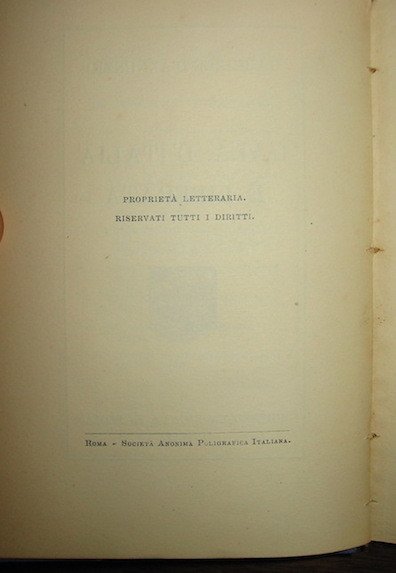 PROPRIETÀ LETTERARIA.
RISERVATI TUTTI I DIRITTI.
ROMA - SOCIETÀ ANONIMA POLIGRAFICA ITALIANA.